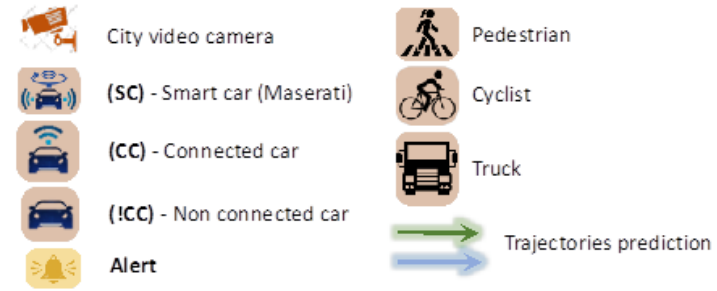 City video camera
(SC) - Smart car (Maserati)
(CC) - Connected car
(!CC) - Non connected car
Alert
Pedestrian
Cyclist
Truck
Trajectories prediction